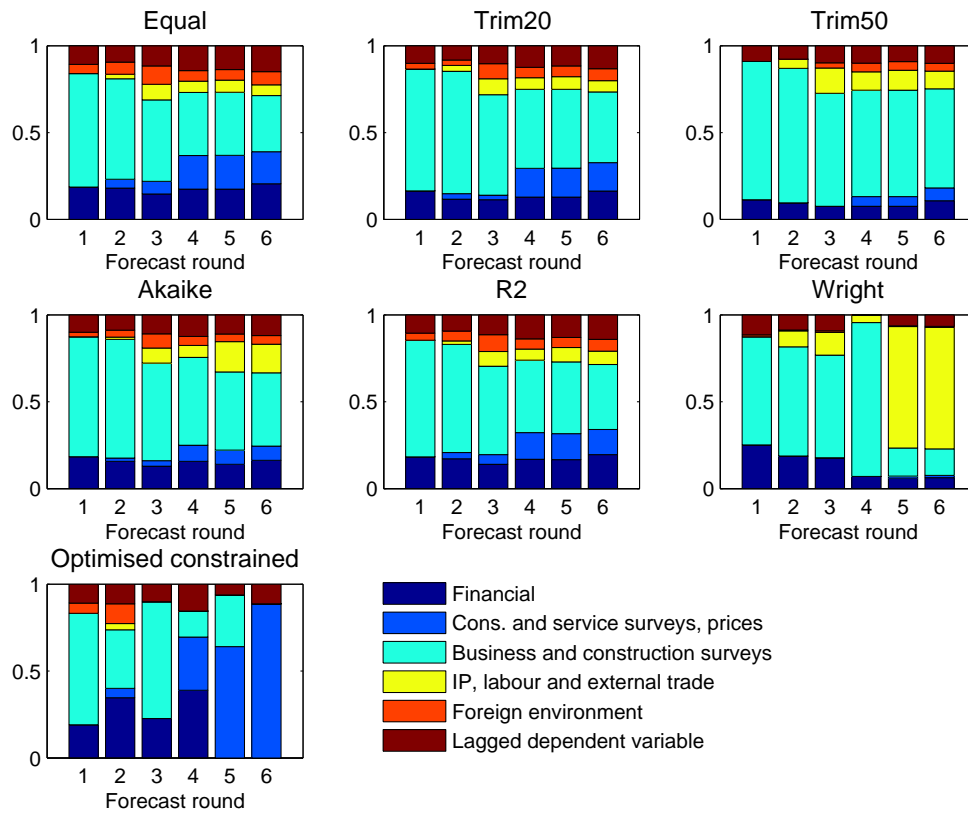 Equal
1
0.5
0
1 2 3 4 5 6
Forecast round
Trim20
1
0.5
0
1 2 3 4 5 6
Forecast round
Trim50
1
0.5
0
1 2 3 4 5 6
Forecast round
Akaike
1
0.5
0
1 2 3 4 5 6
Forecast round
R2
1
0.5
0
1 2 3 4 5 6
Forecast round
Wright
1
0.5
0
1 2 3 4 5 6
Forecast round
Optimised constrained
1
0.5
0
1 2 3 4 5 6
Forecast round
Financial
Cons. and service surveys, prices
Business and construction surveys
IP, labour and external trade
Foreign environment
Lagged dependent variable